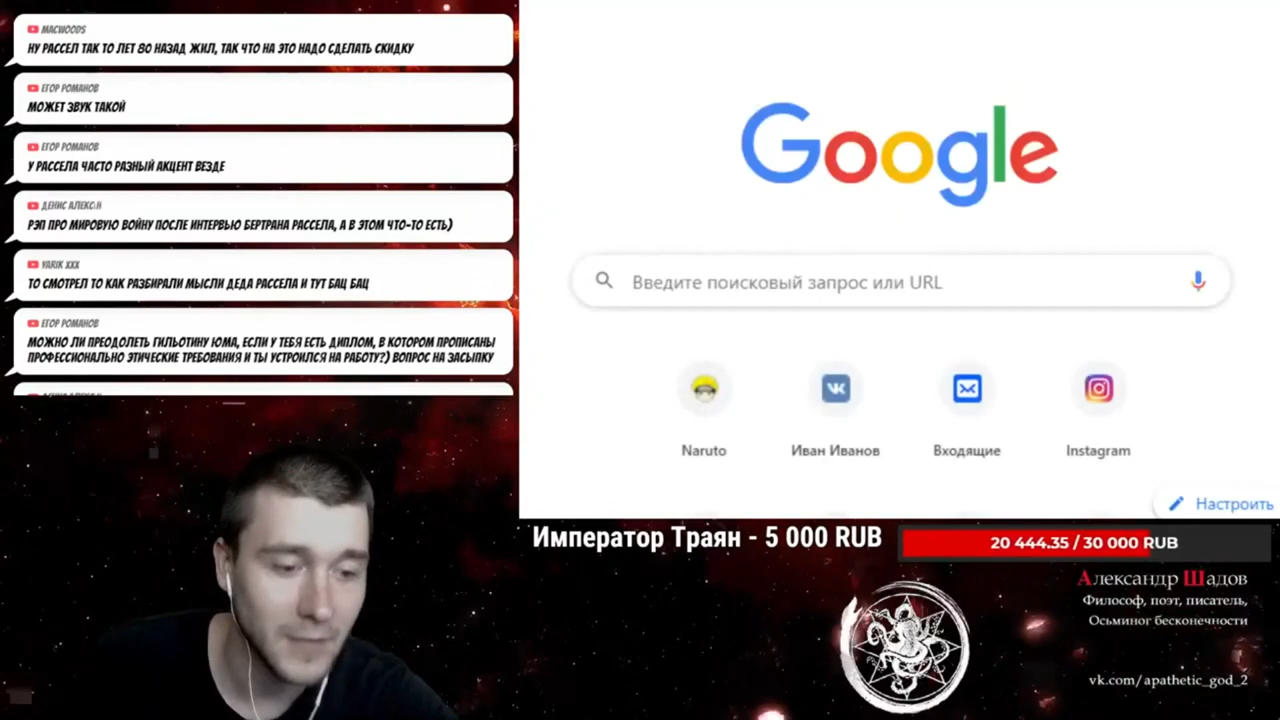 MACWOODS
НУ РАССЕЛ ТАК ТО ЛЕТ 80 НАЗАД ЖИЛ, ТАК ЧТО НА ЭТО НАДО СДЕЛАТЬ СКИДКУ
ЕГОР РОМАНОВ
МОЖЕТ ЗВУК ТАКОЙ
ЕГОР РОМАНОВ
У РАССЕЛА ЧАСТО РАЗНЫЙ АКЦЕНТ ВЕЗДЕ
ДЕНИС АЛЕКСАН
РЭП ПРО МИРОВУЮ ВОЙНУ ПОСЛЕ ИНТЕРВЬЮ БЕРТРАНА РАССЕЛА, А В ЭТОМ ЧТО-ТО ЕСТЬ)
YARIK XXX
ТО СМОТРЕЛ ТО КАК РАЗБИРАЛИ МЫСЛИ ДЕДА РАССЕЛА И ТУТ БАЦ БАЦ
ЕГОР РОМАНОВ
МОЖНО ЛИ ПРЕОДОЛЕТЬ ГИЛЬОТИНУ ЮМА, ЕСЛИ У ТЕБЯ ЕСТЬ ДИПЛОМ, В КОТОРОМ ПРОПИСАНЫ
ПРОФЕССИОНАЛЬНО ЭТИЧЕСКИЕ ТРЕБОВАНИЯ И ТЫ УСТРОИЛСЯ НА РАБОТУ?) ВОПРОС НА ЗАСЫПКУ
Google
Введите поисковый запрос или URL
Naruto
Иван Иванов
Входящие
Instagram
Настроить
Император Траян - 5 000 RUB
20 444.35 / 30 000 RUB
Александр Шадов
Философ, поэт, писатель,
Осьминог бесконечности
vk.com/apathetic_god_2